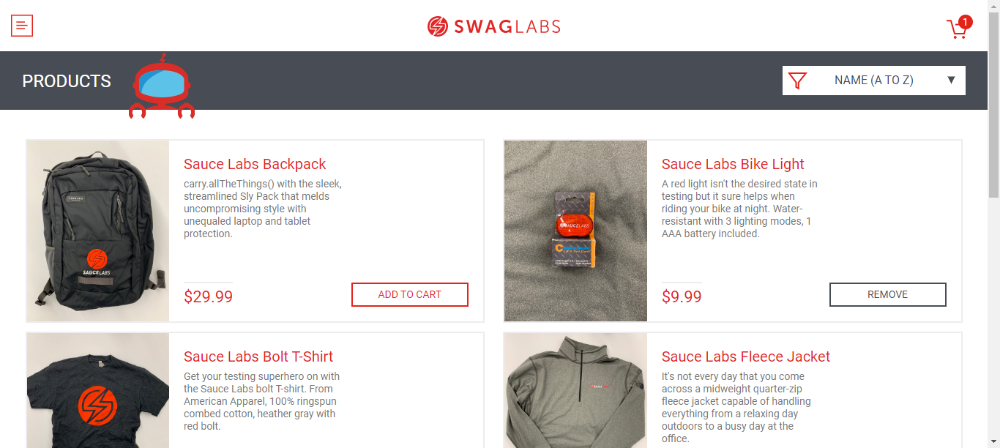 SWAGLABS
1
PRODUCTS
NAME (A TO Z)
Sauce Labs Backpack
carry.allTheThings() with the sleek,
streamlined Sly Pack that melds
uncompromising style with
unequaled laptop and tablet
protection.
$29.99
ADD TO CART
SAUCELABS
Sauce Labs Bike Light
A red light isn't the desired state in
testing but it sure helps when
riding your bike at night. Water-
resistant with 3 lighting modes, 1
AAA battery included.
$9.99
REMOVE
SAUCELABS
Sauce Labs Bolt T-Shirt
Get your testing superhero on with
the Sauce Labs bolt T-shirt. From
American Apparel, 100% ringspun
combed cotton, heather gray with
red bolt.
Sauce Labs Fleece Jacket
It's not every day that you come
across a midweight quarter-zip
fleece jacket capable of handling
everything from a relaxing day
outdoors to a busy day at the
office.